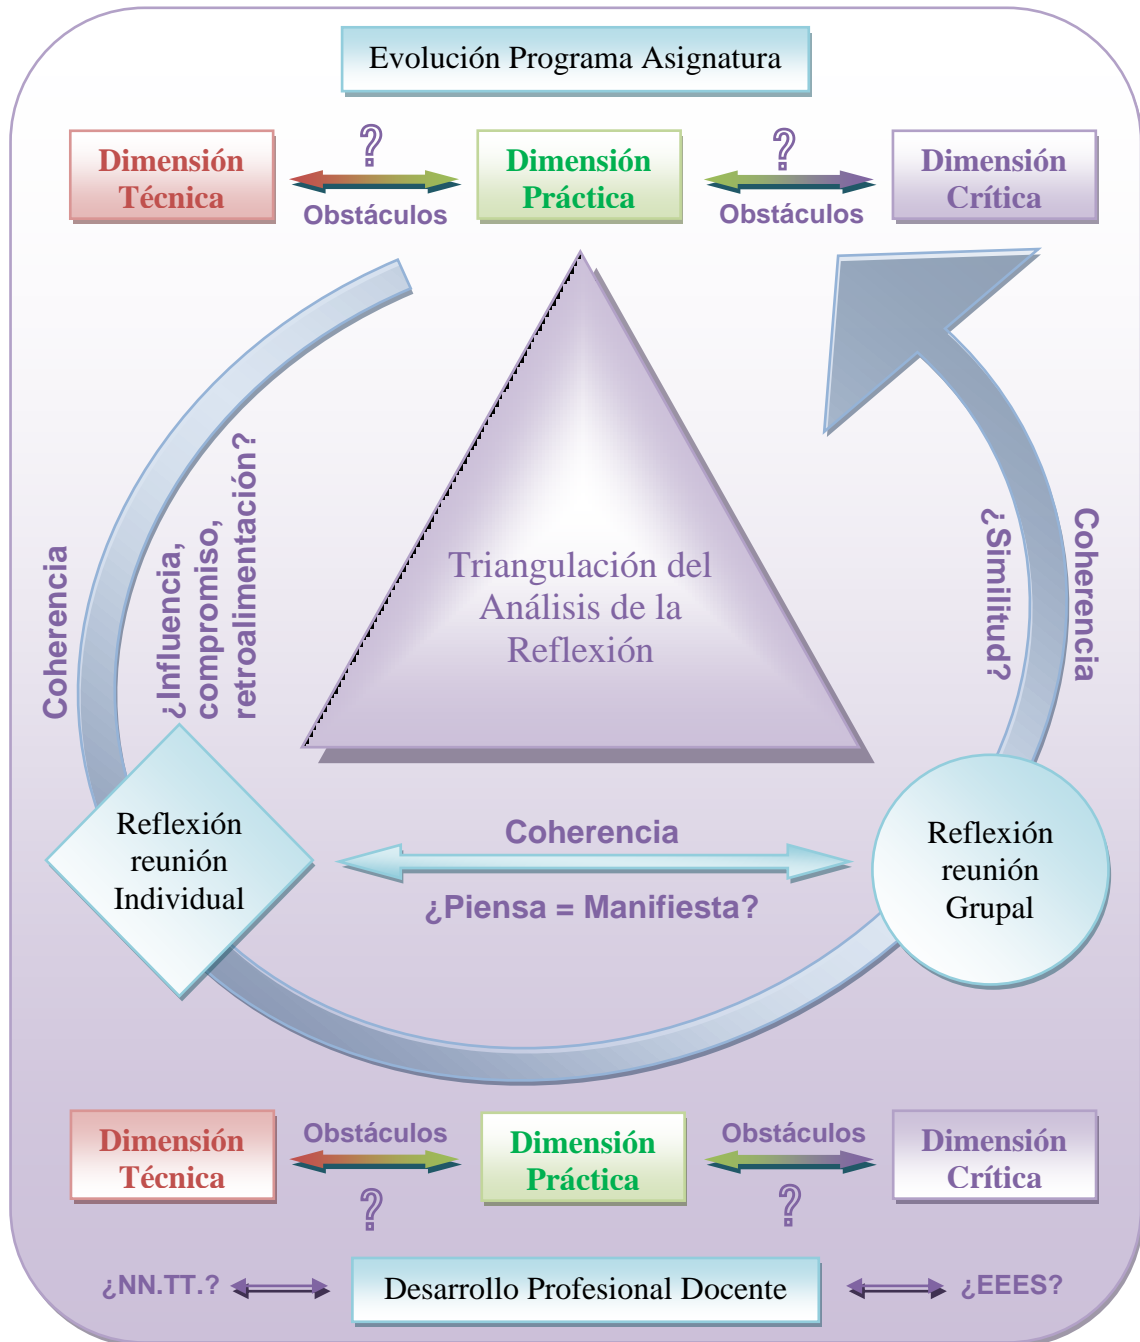 Evolución Programa Asignatura
Dimensión
Técnica
?
Obstáculos
Dimensión
Práctica
?
Obstáculos
Dimensión
Crítica
Coherencia
¿Influencia,
compromiso,
retroalimentación?
Triangulación del
Análisis de la
Reflexión
¿Similitud?
Coherencia
Reflexión
reunión
Individual
Coherencia
¿Piensa = Manifiesta?
Reflexión
reunión
Grupal
Dimensión
Técnica
Obstáculos
?
Dimensión
Práctica
Obstáculos
?
Dimensión
Crítica
¿NN.TT.?
Desarrollo Profesional Docente
¿EEES?